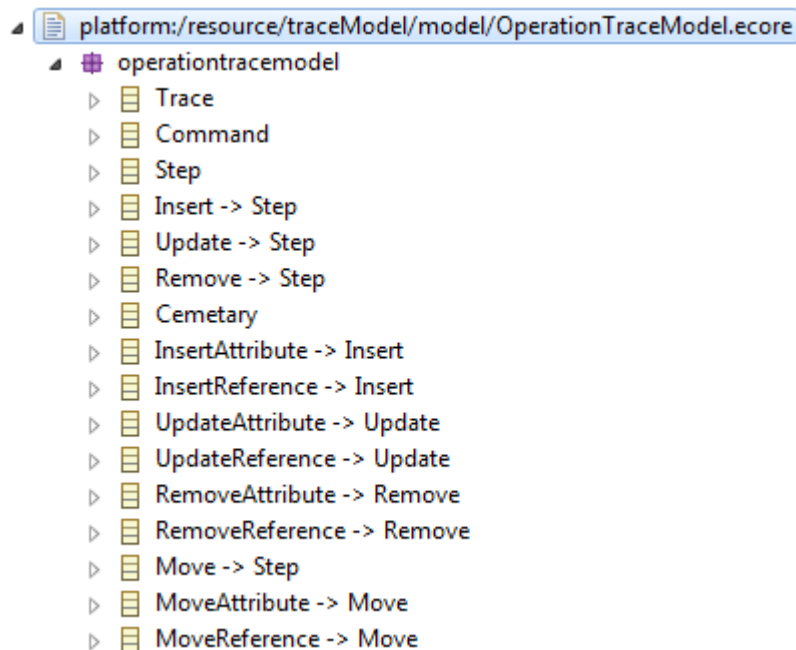 platform:/resource/traceModel/model/OperationTraceModel.ecore
operationtracemodel
Trace
Command
Step
Insert -> Step
Update -> Step
Remove -> Step
Cemetary
InsertAttribute -> Insert
InsertReference -> Insert
UpdateAttribute -> Update
UpdateReference -> Update
RemoveAttribute -> Remove
RemoveReference -> Remove
Move -> Step
MoveAttribute -> Move
MoveReference -> Move